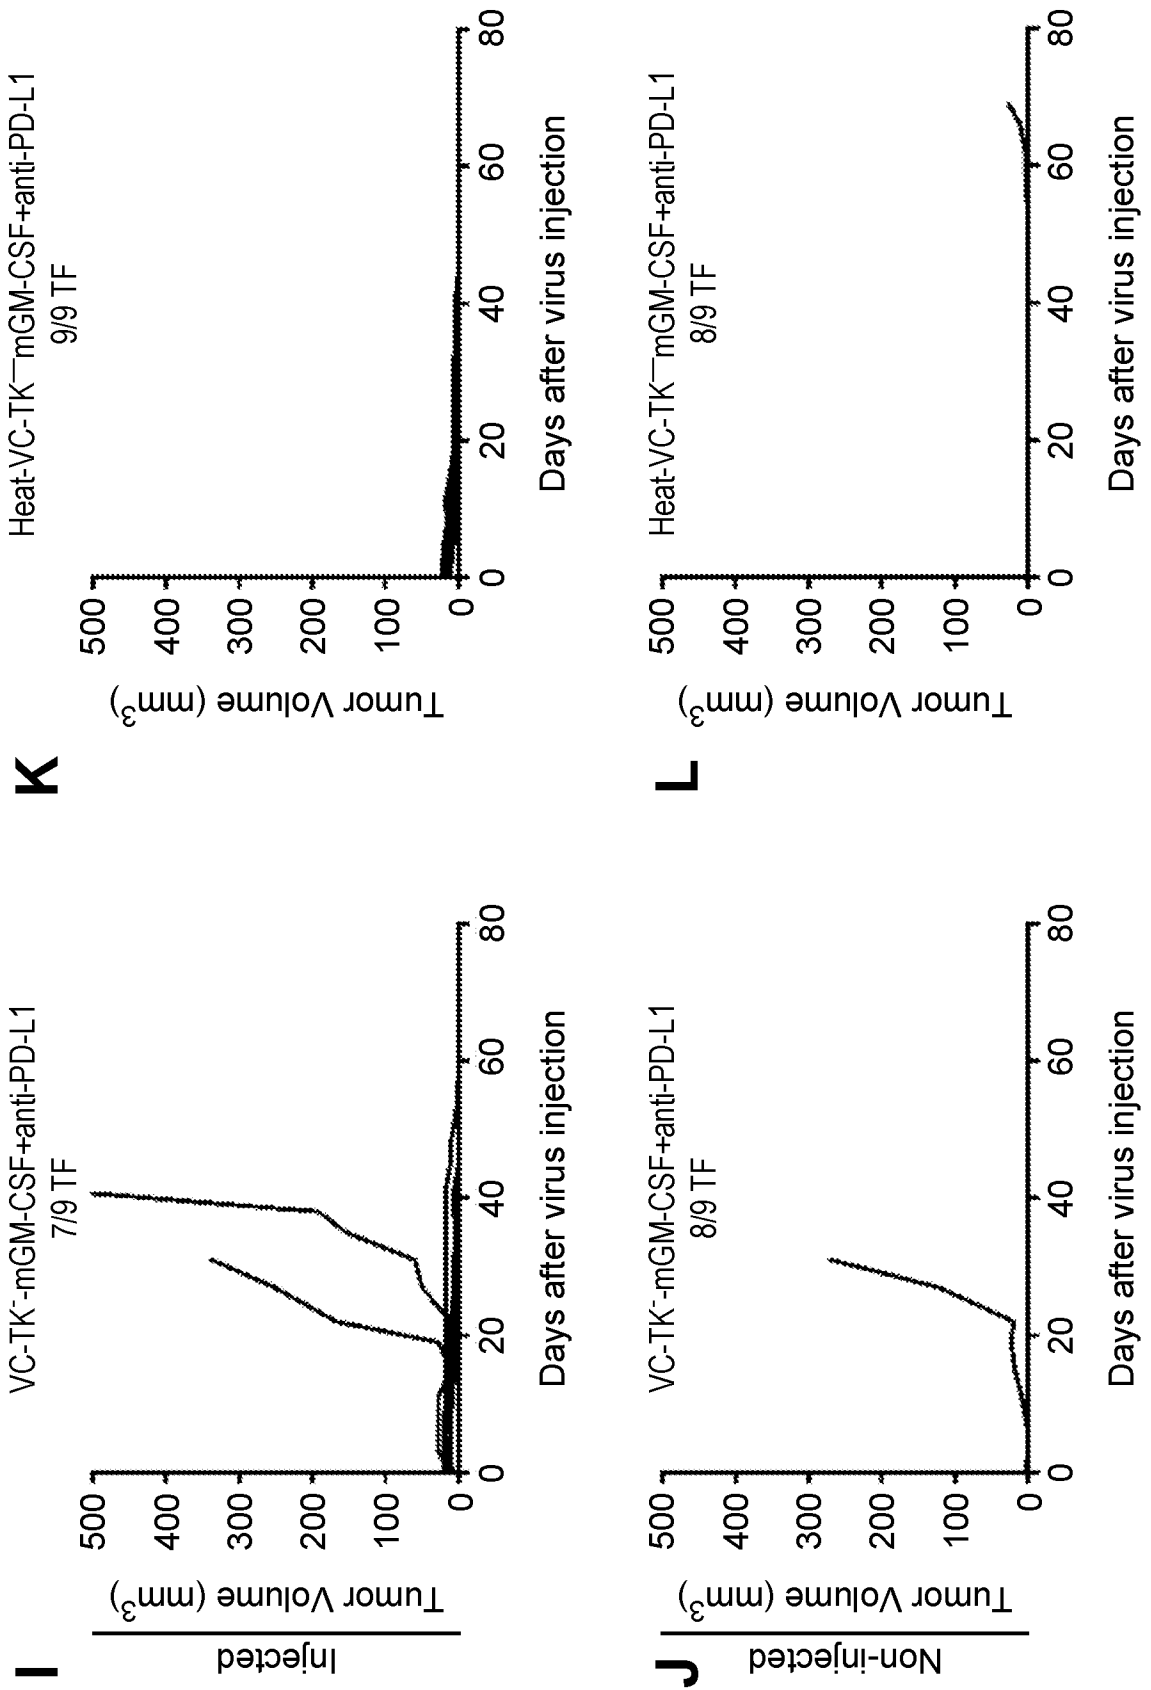 I
VC-TK⁻-mGM-CSF+anti-PD-L1
7/9 TF
Injected
Tumor Volume (mm³)
500
400
300
200
100
0
0 20 40 60 80
Days after virus injection
K
Heat-VC-TK—mGM-CSF+anti-PD-L1
9/9 TF
Tumor Volume (mm³)
500
400
300
200
100
0
0 20 40 60 80
Days after virus injection
J
VC-TK⁻-mGM-CSF+anti-PD-L1
8/9 TF
Non-injected
Tumor Volume (mm³)
500
400
300
200
100
0
0 20 40 60 80
Days after virus injection
L
Heat-VC-TK—mGM-CSF+anti-PD-L1
8/9 TF
Tumor Volume (mm³)
500
400
300
200
100
0
0 20 40 60 80
Days after virus injection